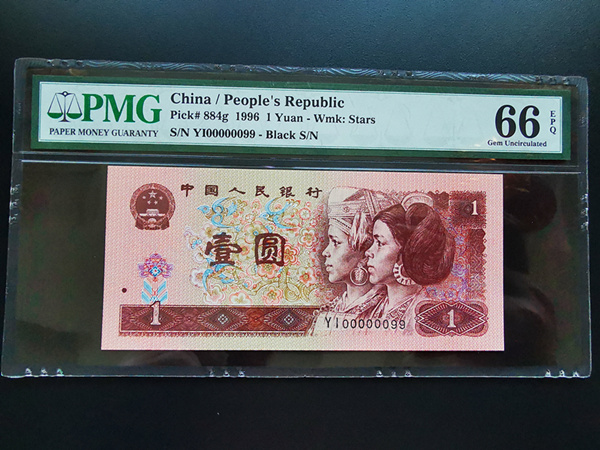 PMG
PAPER MONEY GUARANTY
China / People's Republic
Pick# 884g 1996 1 Yuan - Wmk: Stars
S/N YI00000099 - Black S/N
66 EPQ
Gem Uncirculated
中国人民银行
1
壹圆
YI00000099
1
1